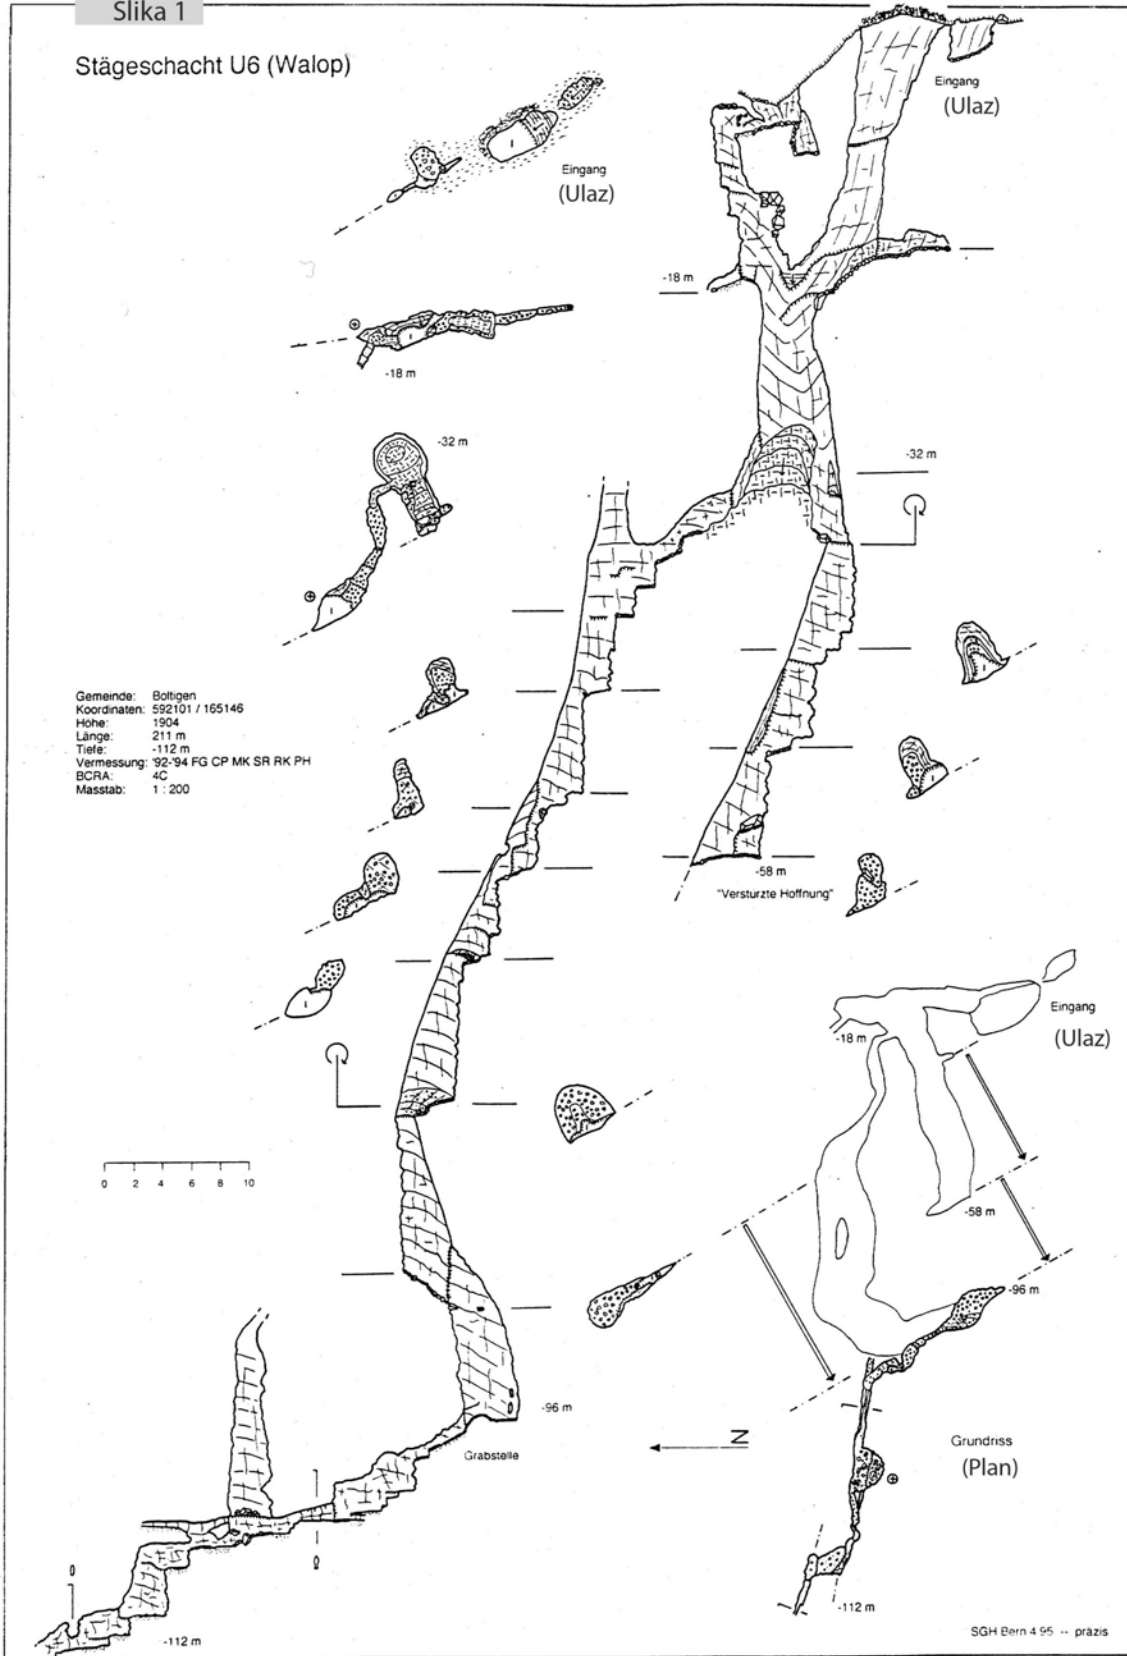 Slika 1
Stägeschacht U6 (Walop)
Eingang
(Ulaz)
Eingang
(Ulaz)
-18 m
-18 m
-32 m
-32 m
Gemeinde: Boltigen
Koordinaten: 592101 / 165146
Höhe: 1904
Länge: 211 m
Tiefe: -112 m
Vermessung: '92-'94 FG CP MK SR RK PH
BCRA: 4C
Masstab: 1 : 200
-58 m
"Versturzte Hoffnung"
Eingang
(Ulaz)
-18 m
-58 m
0 2 4 6 8 10
-96 m
-96 m
N
Grabstelle
Grundriss
(Plan)
-112 m
-112 m
SGH Bern 4.95 -- präzis